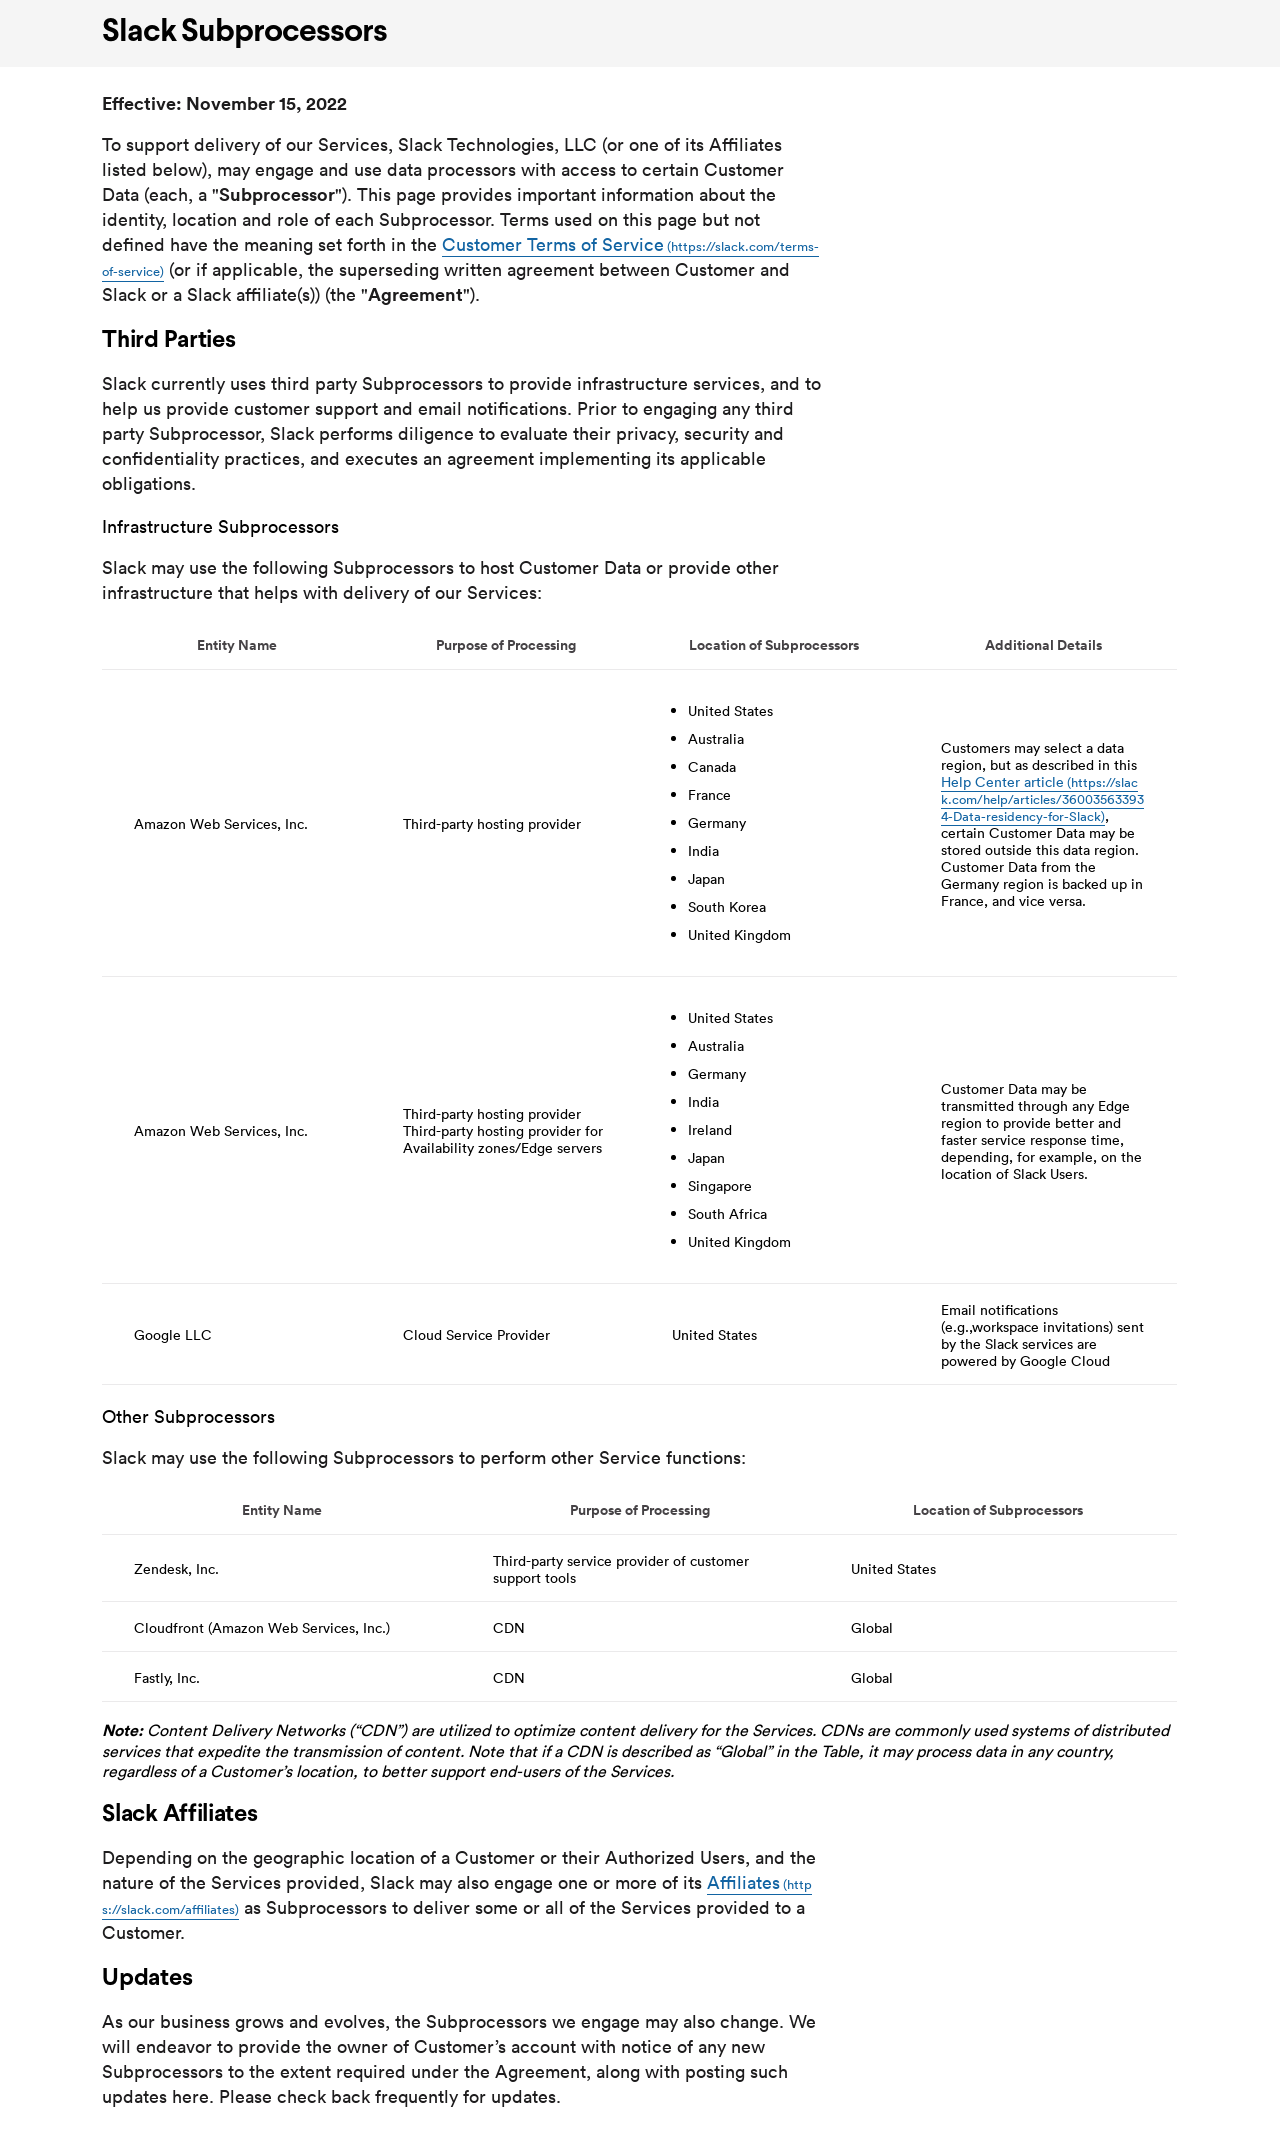 Slack Subprocessors
Effective: November 15, 2022
To support delivery of our Services, Slack Technologies, LLC (or one of its Affiliates
listed below), may engage and use data processors with access to certain Customer
Data (each, a "Subprocessor"). This page provides important information about the
identity, location and role of each Subprocessor. Terms used on this page but not
defined have the meaning set forth in the Customer Terms of Service (https://slack.com/terms-
of-service) (or if applicable, the superseding written agreement between Customer and
Slack or a Slack affiliate(s)) (the "Agreement").
Third Parties
Slack currently uses third party Subprocessors to provide infrastructure services, and to
help us provide customer support and email notifications. Prior to engaging any third
party Subprocessor, Slack performs diligence to evaluate their privacy, security and
confidentiality practices, and executes an agreement implementing its applicable
obligations.
Infrastructure Subprocessors
Slack may use the following Subprocessors to host Customer Data or provide other
infrastructure that helps with delivery of our Services:
Entity Name Purpose of Processing Location of Subprocessors Additional Details
Amazon Web Services, Inc.
Third-party hosting provider
• United States
• Australia
• Canada
• France
• Germany
• India
• Japan
• South Korea
• United Kingdom
Customers may select a data
region, but as described in this
Help Center article (https://slac
k.com/help/articles/36003563393
4-Data-residency-for-Slack),
certain Customer Data may be
stored outside this data region.
Customer Data from the
Germany region is backed up in
France, and vice versa.
Amazon Web Services, Inc.
Third-party hosting provider
Third-party hosting provider for
Availability zones/Edge servers
• United States
• Australia
• Germany
• India
• Ireland
• Japan
• Singapore
• South Africa
• United Kingdom
Customer Data may be
transmitted through any Edge
region to provide better and
faster service response time,
depending, for example, on the
location of Slack Users.
Google LLC
Cloud Service Provider
United States
Email notifications
(e.g.,workspace invitations) sent
by the Slack services are
powered by Google Cloud
Other Subprocessors
Slack may use the following Subprocessors to perform other Service functions:
Entity Name Purpose of Processing Location of Subprocessors
Zendesk, Inc.
Third-party service provider of customer
support tools
United States
Cloudfront (Amazon Web Services, Inc.) CDN Global
Fastly, Inc. CDN Global
Note: Content Delivery Networks (“CDN”) are utilized to optimize content delivery for the Services. CDNs are commonly used systems of distributed
services that expedite the transmission of content. Note that if a CDN is described as “Global” in the Table, it may process data in any country,
regardless of a Customer’s location, to better support end-users of the Services.
Slack Affiliates
Depending on the geographic location of a Customer or their Authorized Users, and the
nature of the Services provided, Slack may also engage one or more of its Affiliates (http
s://slack.com/affiliates) as Subprocessors to deliver some or all of the Services provided to a
Customer.
Updates
As our business grows and evolves, the Subprocessors we engage may also change. We
will endeavor to provide the owner of Customer’s account with notice of any new
Subprocessors to the extent required under the Agreement, along with posting such
updates here. Please check back frequently for updates.